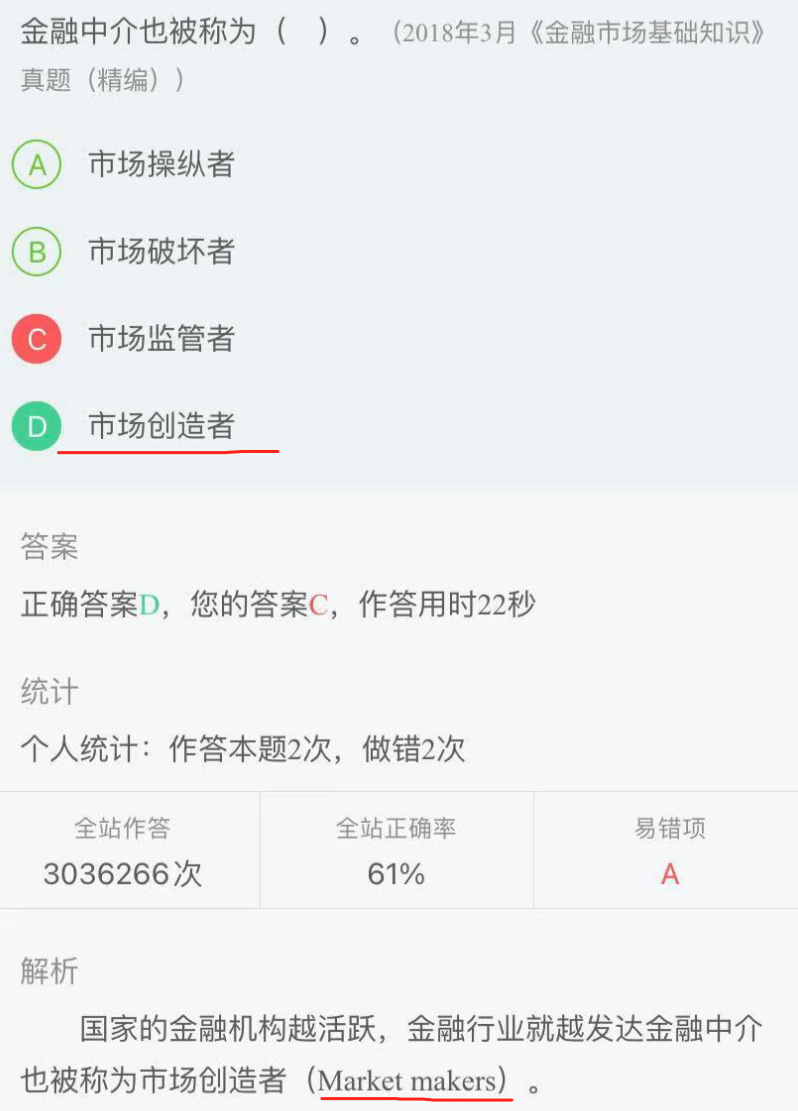 金融中介也被称为（　）。（2018年3月《金融市场基础知识》
真题（精编））
A 市场操纵者
B 市场破坏者
C 市场监管者
D 市场创造者
答案
正确答案D，您的答案C，作答用时22秒
统计
个人统计：作答本题2次，做错2次
全站作答 全站正确率 易错项
3036266次 61% A
解析
国家的金融机构越活跃，金融行业就越发达金融中介
也被称为市场创造者（Market makers）。